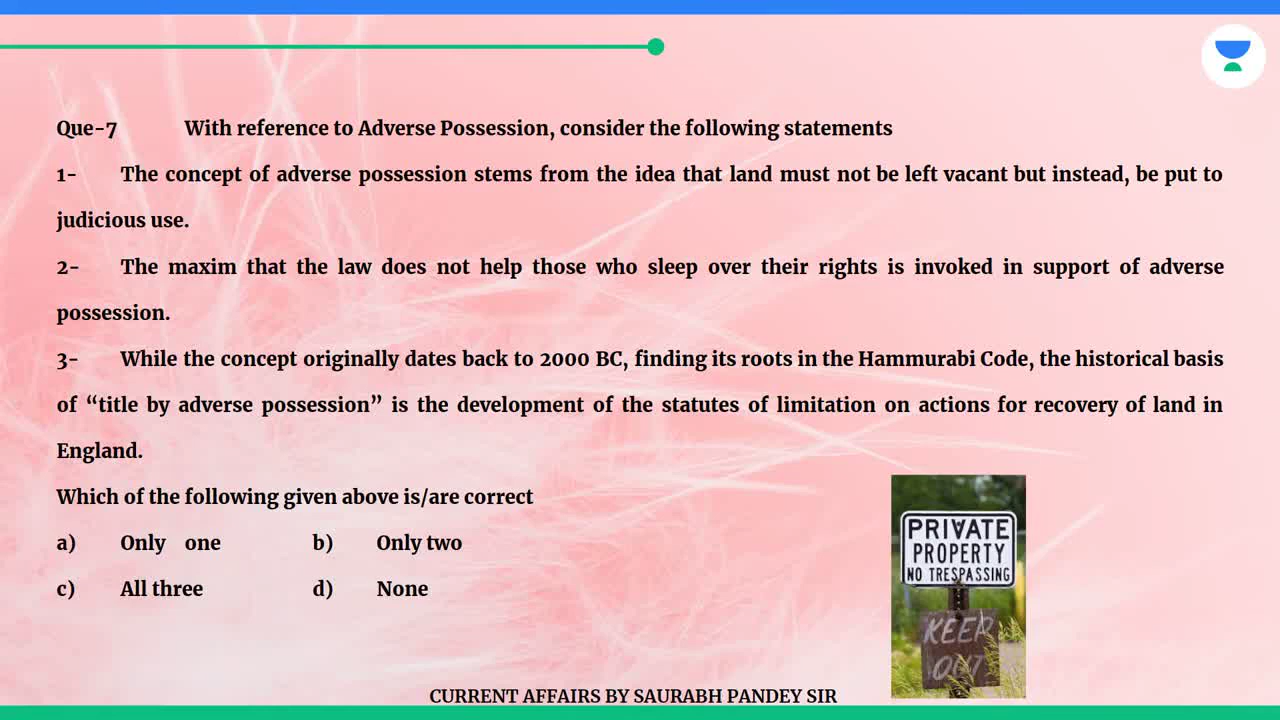 Que-7 With reference to Adverse Possession, consider the following statements
1- The concept of adverse possession stems from the idea that land must not be left vacant but instead, be put to
judicious use.
2- The maxim that the law does not help those who sleep over their rights is invoked in support of adverse
possession.
3- While the concept originally dates back to 2000 BC, finding its roots in the Hammurabi Code, the historical basis
of “title by adverse possession” is the development of the statutes of limitation on actions for recovery of land in
England.
Which of the following given above is/are correct
a) Only one b) Only two
c) All three d) None
PRIVATE
PROPERTY
NO TRESPASSING
KEEP
OUT
CURRENT AFFAIRS BY SAURABH PANDEY SIR